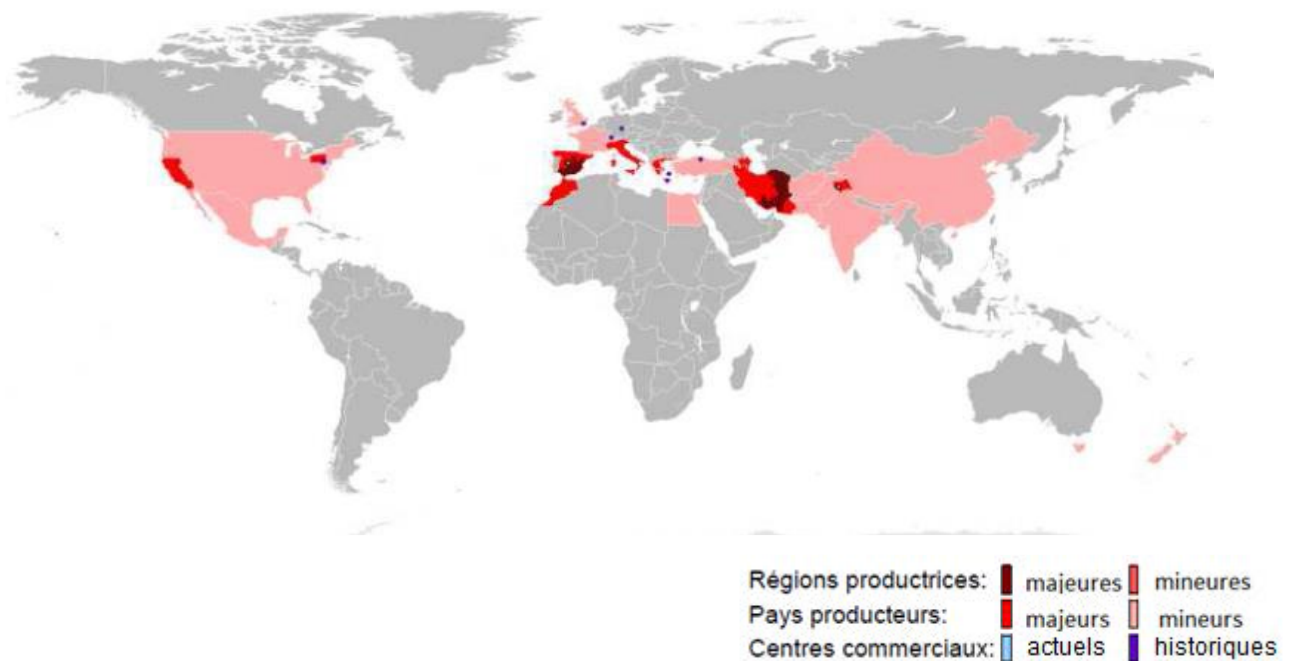 Régions productrices: majeures mineures
Pays producteurs: majeurs mineurs
Centres commerciaux: actuels historiques